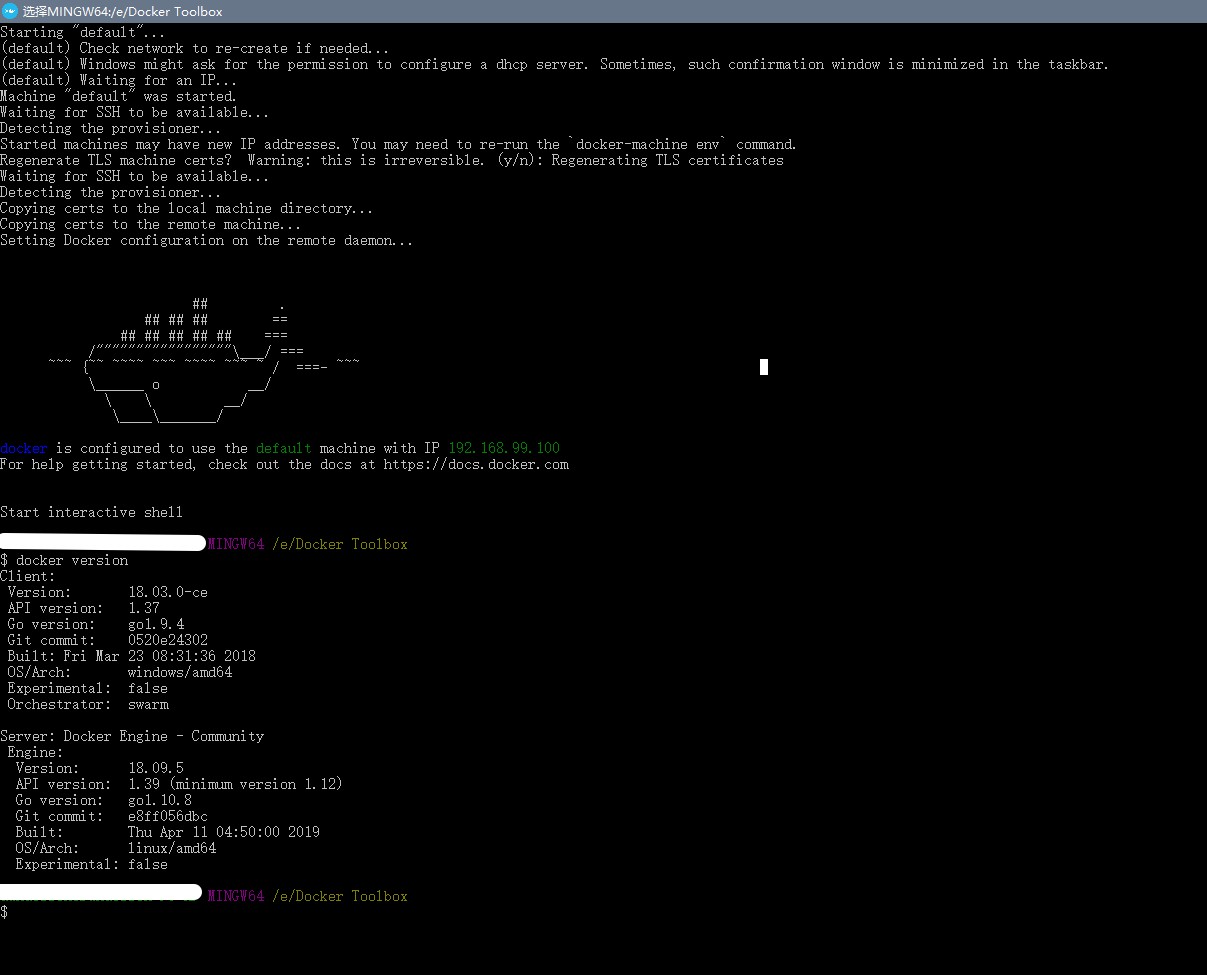 选择MINGW64:/e/Docker Toolbox
Starting "default"...
(default) Check network to re-create if needed...
(default) Windows might ask for the permission to configure a dhcp server. Sometimes, such confirmation window is minimized in the taskbar.
(default) Waiting for an IP...
Machine "default" was started.
Waiting for SSH to be available...
Detecting the provisioner...
Started machines may have new IP addresses. You may need to re-run the `docker-machine env` command.
Regenerate TLS machine certs?  Warning: this is irreversible. (y/n): Regenerating TLS certificates
Waiting for SSH to be available...
Detecting the provisioner...
Copying certs to the local machine directory...
Copying certs to the remote machine...
Setting Docker configuration on the remote daemon...
                        ##         .
                  ## ## ##        ==
               ## ## ## ## ##    ===
           /"""""""""""""""""\___/ ===
      ~~~ {~~ ~~~~ ~~~ ~~~~ ~~~ ~ /  ===- ~~~
           \______ o           __/
             \    \         __/
              \____\_______/
docker is configured to use the default machine with IP 192.168.99.100
For help getting started, check out the docs at https://docs.docker.com
Start interactive shell
MINGW64 /e/Docker Toolbox
$ docker version
Client:
 Version:       18.03.0-ce
 API version:   1.37
 Go version:    go1.9.4
 Git commit:    0520e24302
 Built: Fri Mar 23 08:31:36 2018
 OS/Arch:       windows/amd64
 Experimental:  false
 Orchestrator:  swarm
Server: Docker Engine - Community
 Engine:
  Version:      18.09.5
  API version:  1.39 (minimum version 1.12)
  Go version:   go1.10.8
  Git commit:   e8ff056dbc
  Built:        Thu Apr 11 04:50:00 2019
  OS/Arch:      linux/amd64
  Experimental: false
MINGW64 /e/Docker Toolbox
$